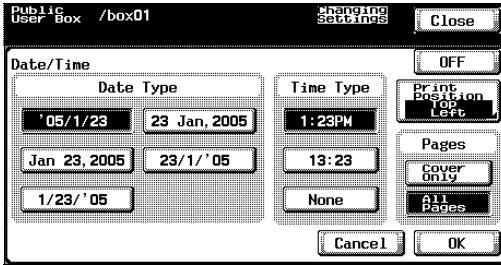 Public
User Box /box01
Changing
Settings
Close
Date/Time
OFF
Date Type
Time Type
Print
Position
Top
Left
'05/1/23
23 Jan,2005
1:23PM
Pages
Jan 23,2005
23/1/'05
13:23
Cover
Only
1/23/'05
None
All
Pages
Cancel
OK